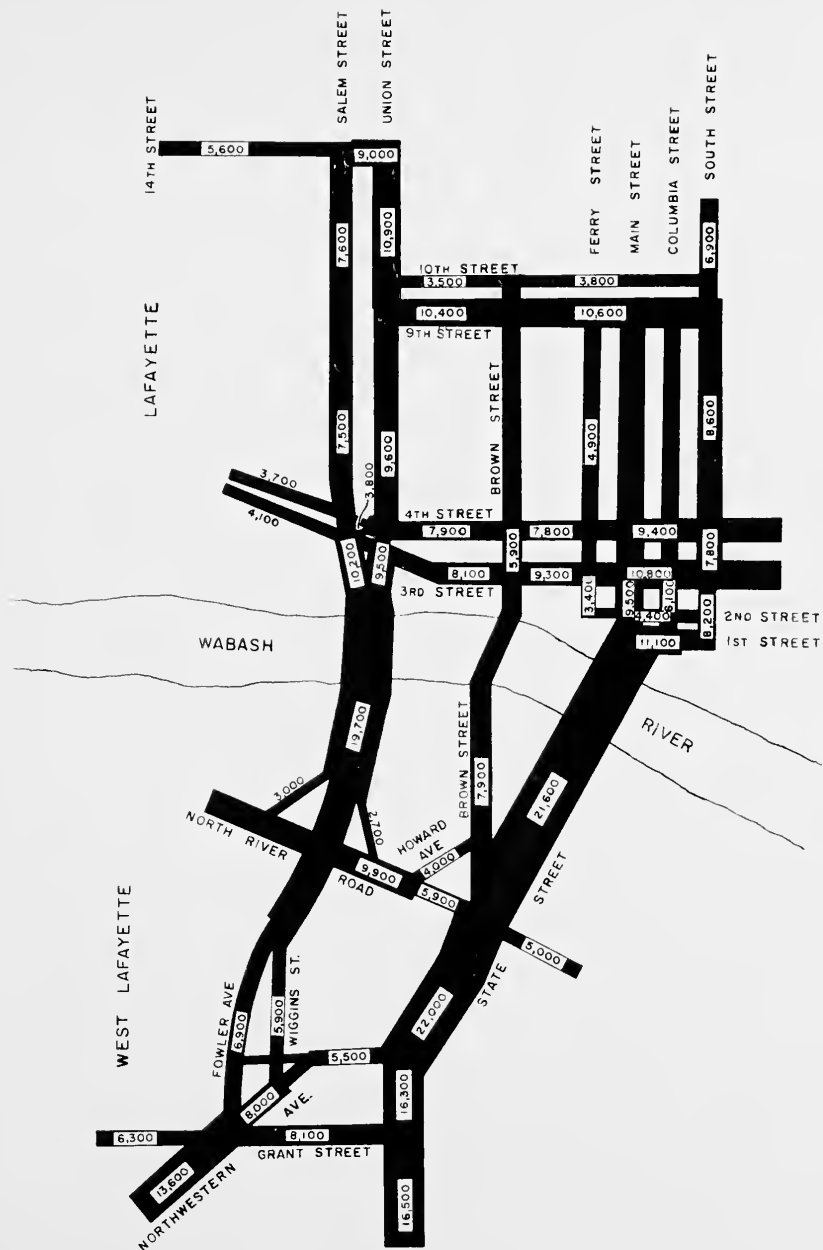 SALEM STREET
UNION STREET
14TH STREET
5,600
9,000
FERRY STREET
MAIN STREET
COLUMBIA STREET
SOUTH STREET
7,600
10,900
6,900
10TH STREET
3,500
3,800
10,400
10,600
9TH STREET
LAFAYETTE
BROWN STREET
7,500
9,600
4,900
8,600
3,700
3,800
4,100
4TH STREET
7,900
7,800
9,400
5,900
7,800
10,200
9,500
8,100
9,300
10,800
3RD STREET
3,400
9,500
8,200
4,400
2ND STREET
11,100
1ST STREET
WABASH
RIVER
19,700
BROWN STREET
7,900
21,600
3,000
2,700
NORTH RIVER ROAD
HOWARD AVE
4,000
9,900
5,900
STATE STREET
5,000
WEST LAFAYETTE
FOWLER AVE
6,900
5,900
WIGGINS ST.
22,000
5,500
8,000
16,300
6,300
8,100
GRANT STREET
13,600
NORTHWESTERN AVE.
16,500